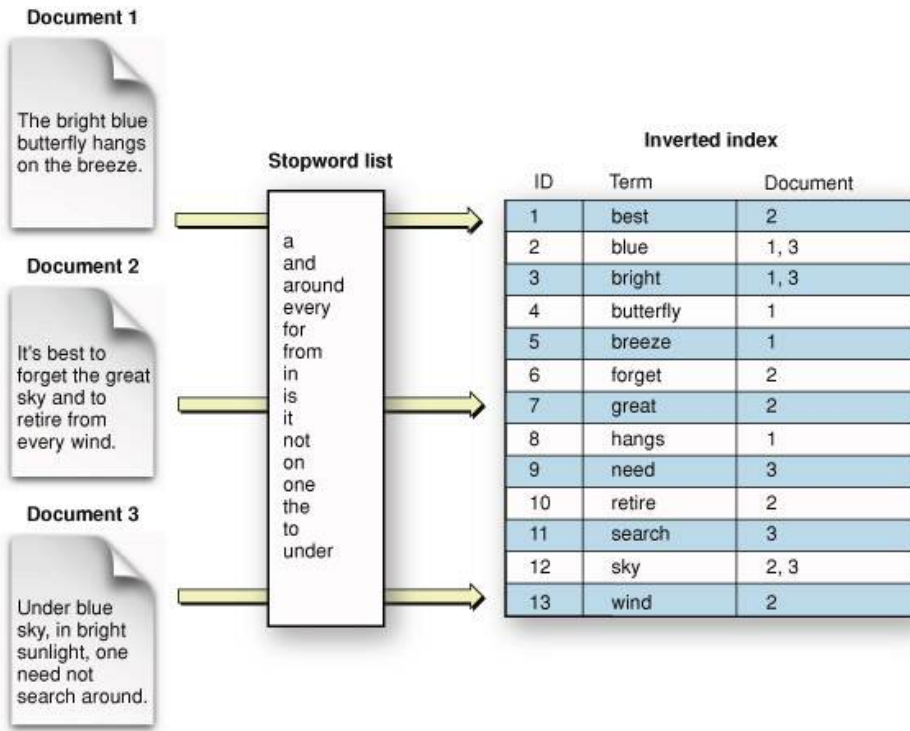 Document 1
The bright blue
butterfly hangs
on the breeze.
Document 2
It's best to
forget the great
sky and to
retire from
every wind.
Document 3
Under blue
sky, in bright
sunlight, one
need not
search around.
Stopword list
a
and
around
every
for
from
in
is
it
not
on
one
the
to
under
Inverted index
ID Term Document
1 best 2
2 blue 1, 3
3 bright 1, 3
4 butterfly 1
5 breeze 1
6 forget 2
7 great 2
8 hangs 1
9 need 3
10 retire 2
11 search 3
12 sky 2, 3
13 wind 2